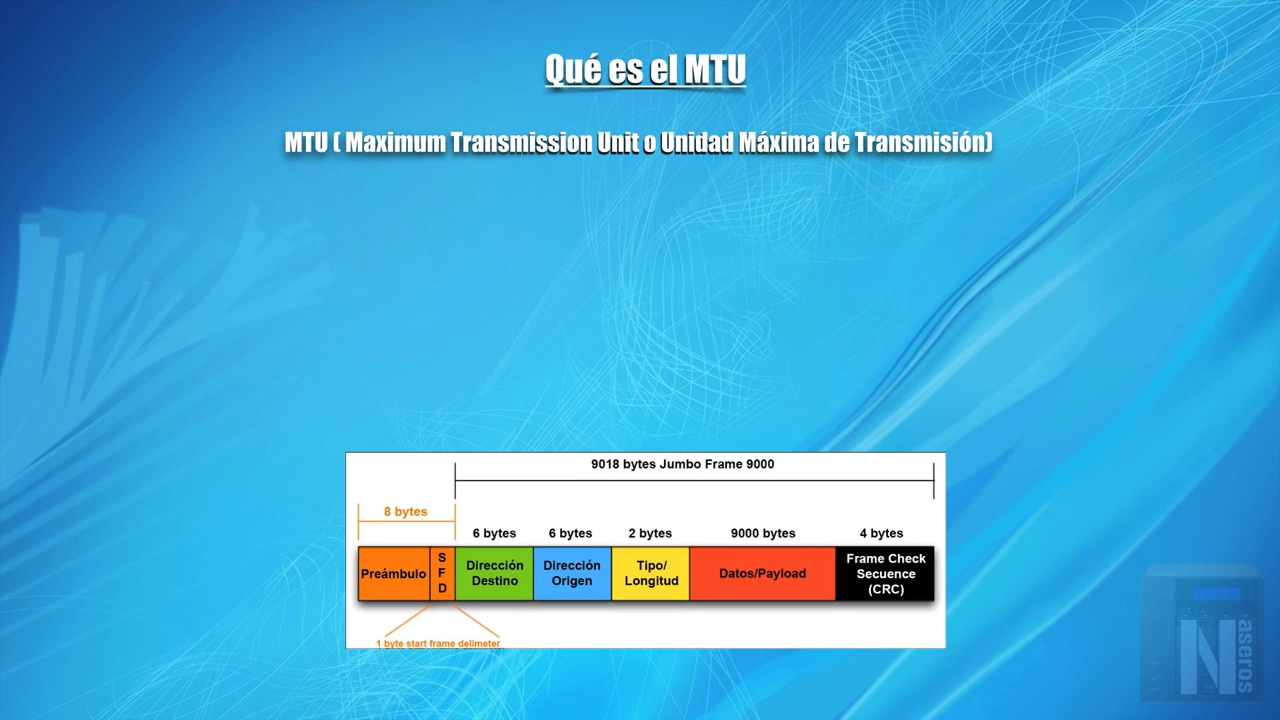 Qué es el MTU
MTU ( Maximum Transmission Unit o Unidad Máxima de Transmisión)
9018 bytes Jumbo Frame 9000
8 bytes
6 bytes
6 bytes
2 bytes
9000 bytes
4 bytes
Preámbulo
S
F
D
Dirección
Destino
Dirección
Origen
Tipo/
Longitud
Datos/Payload
Frame Check
Secuence
(CRC)
1 byte start frame delimeter
Naseros